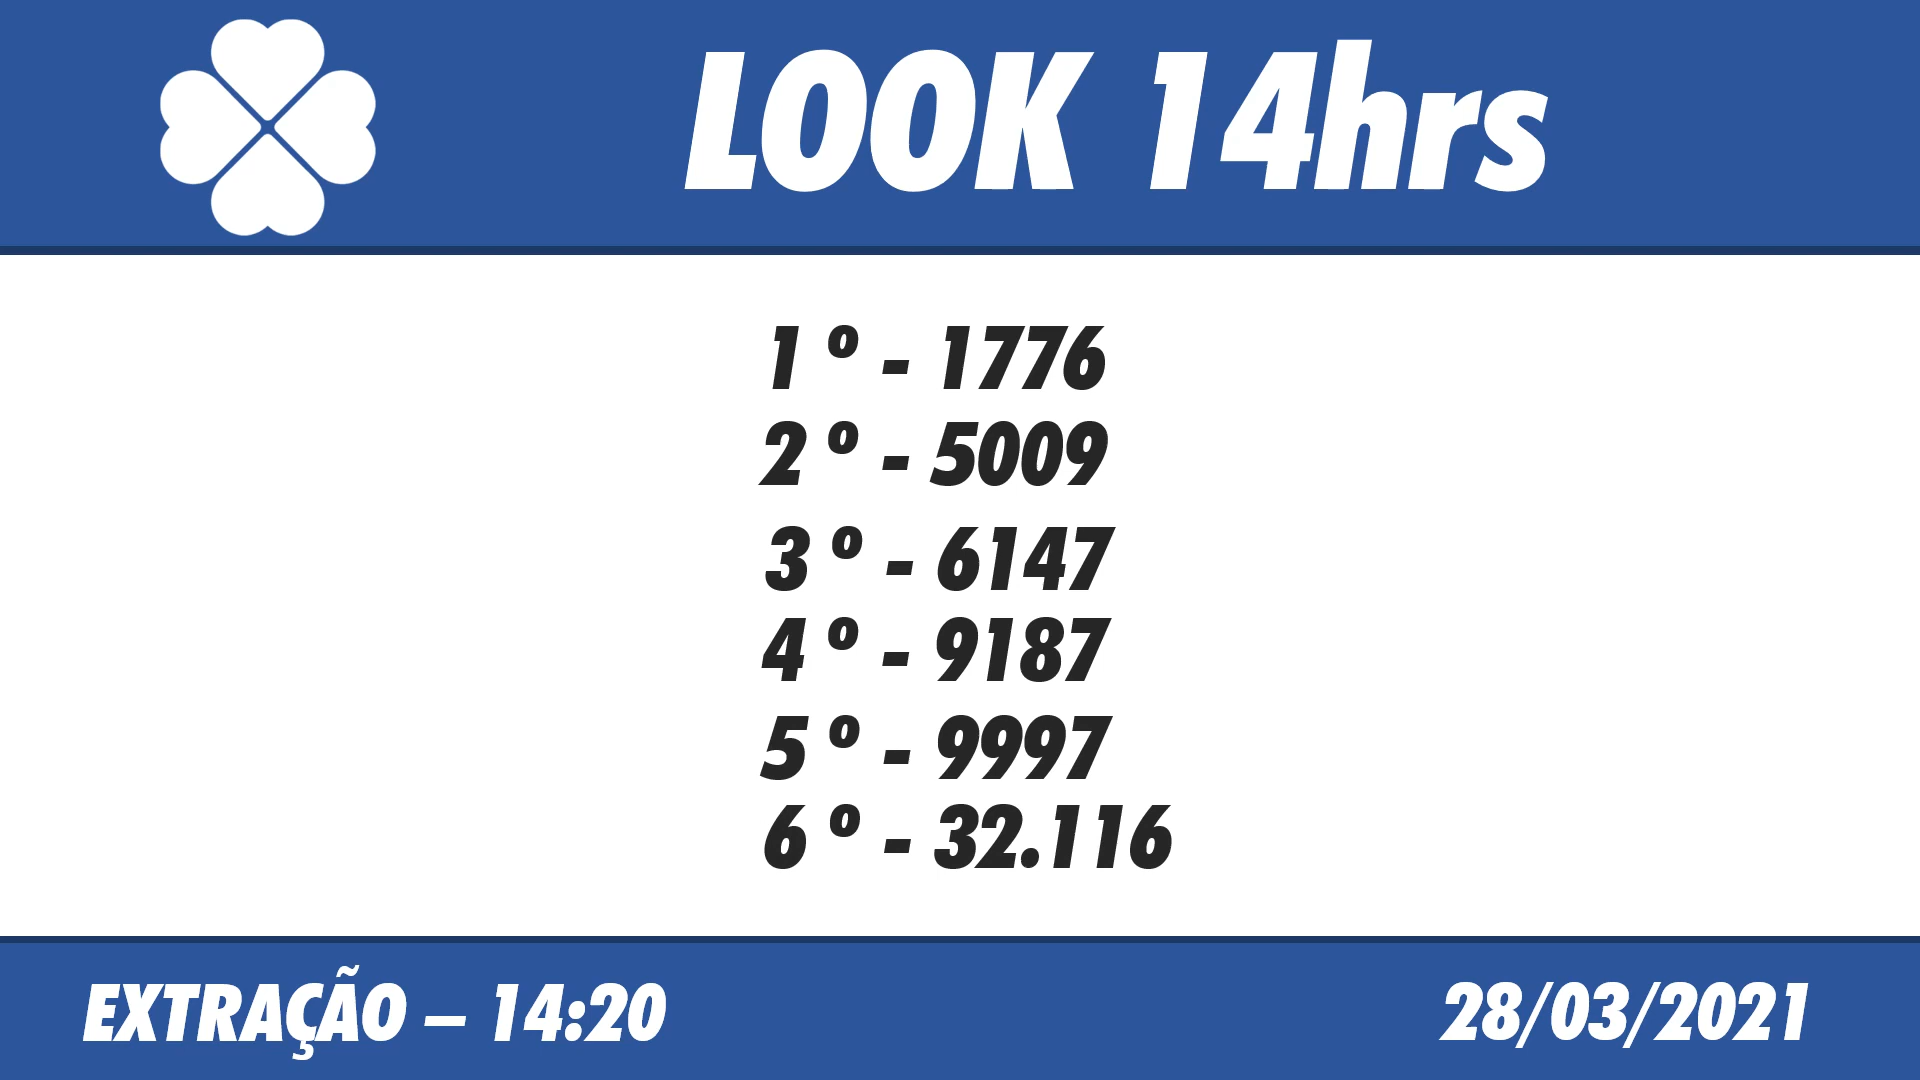 LOOK 14hrs
1 º - 1776
2 º - 5009
3 º - 6147
4 º - 9187
5 º - 9997
6 º - 32.116
EXTRAÇÃO – 14:20
28/03/2021